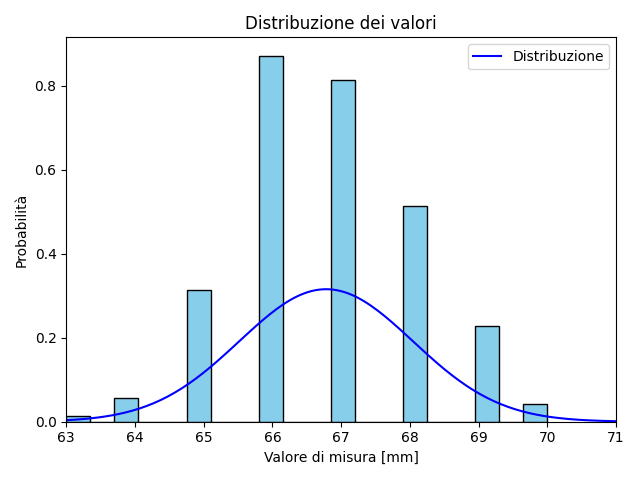 Distribuzione dei valori
Distribuzione
Probabilità
0.8
0.6
0.4
0.2
0.0
63 64 65 66 67 68 69 70 71
Valore di misura [mm]